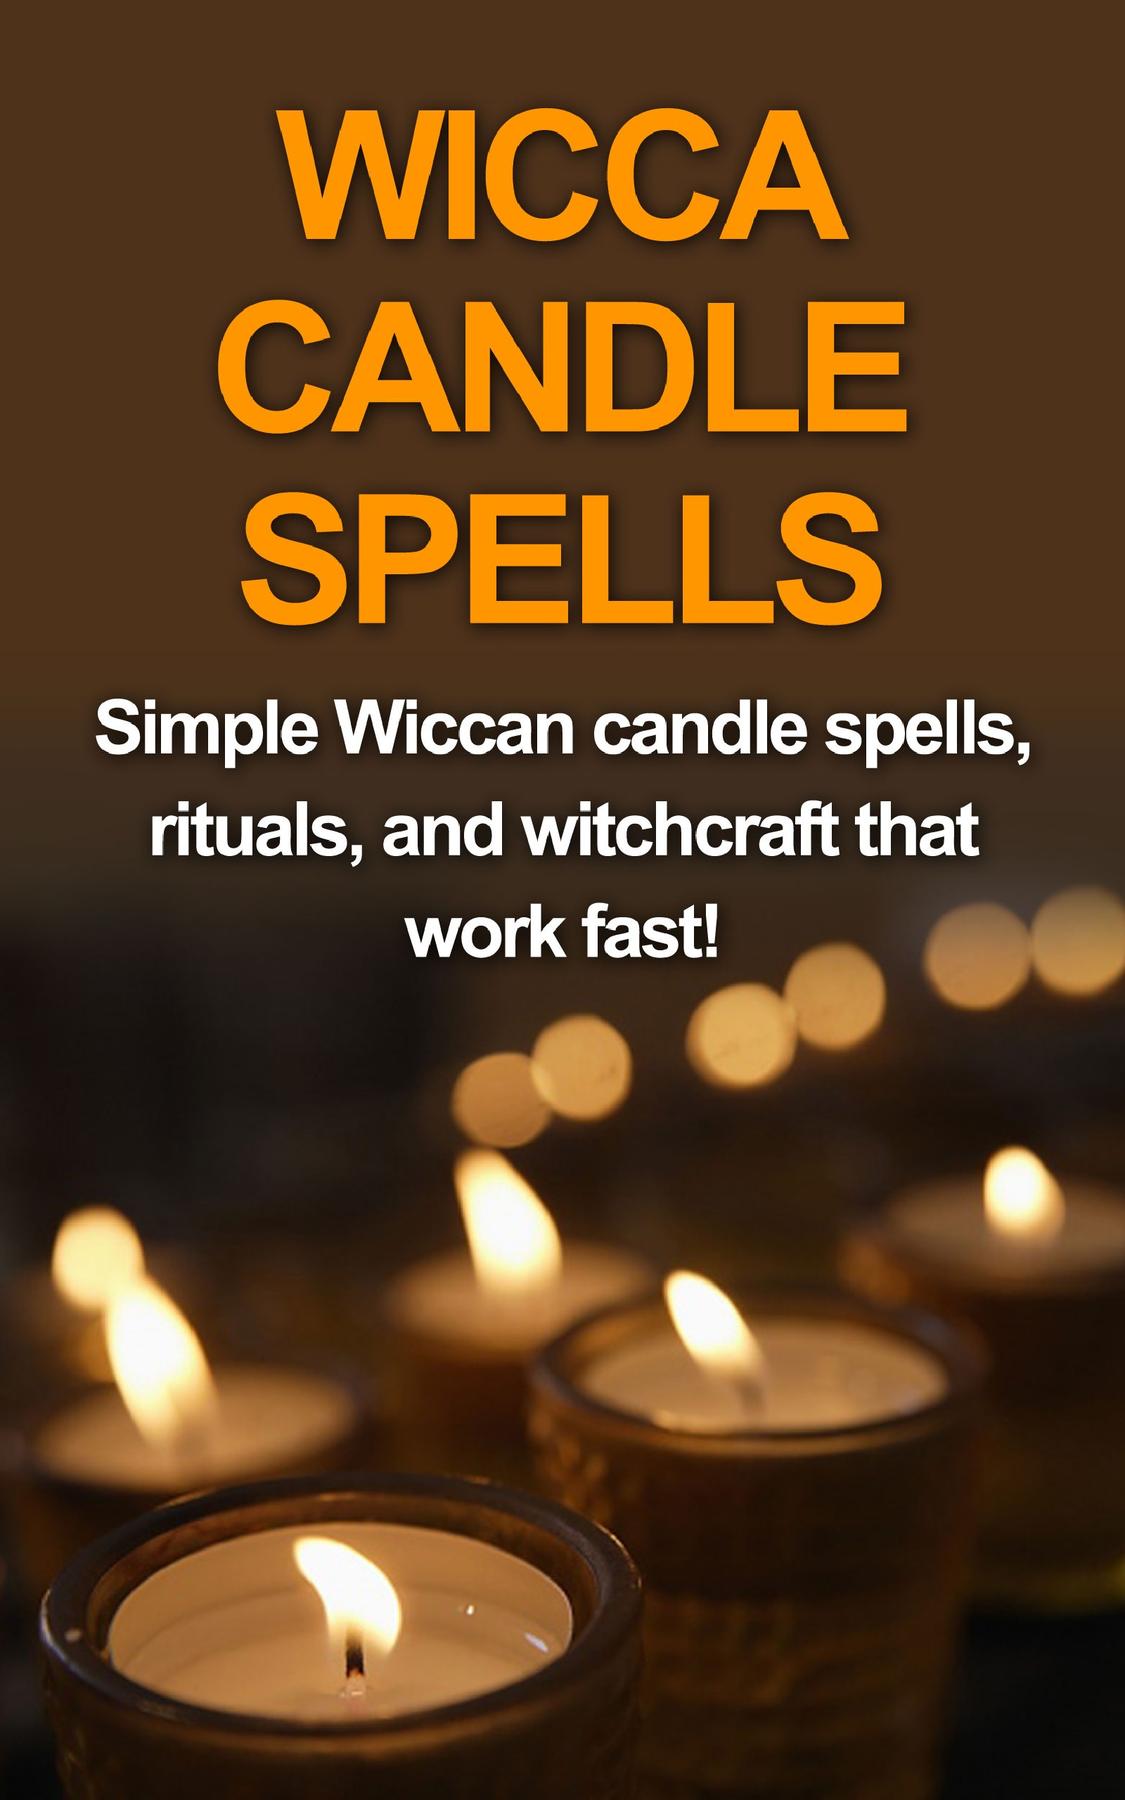 WICCA
CANDLE
SPELLS
Simple Wiccan candle spells,
rituals, and witchcraft that
work fast!